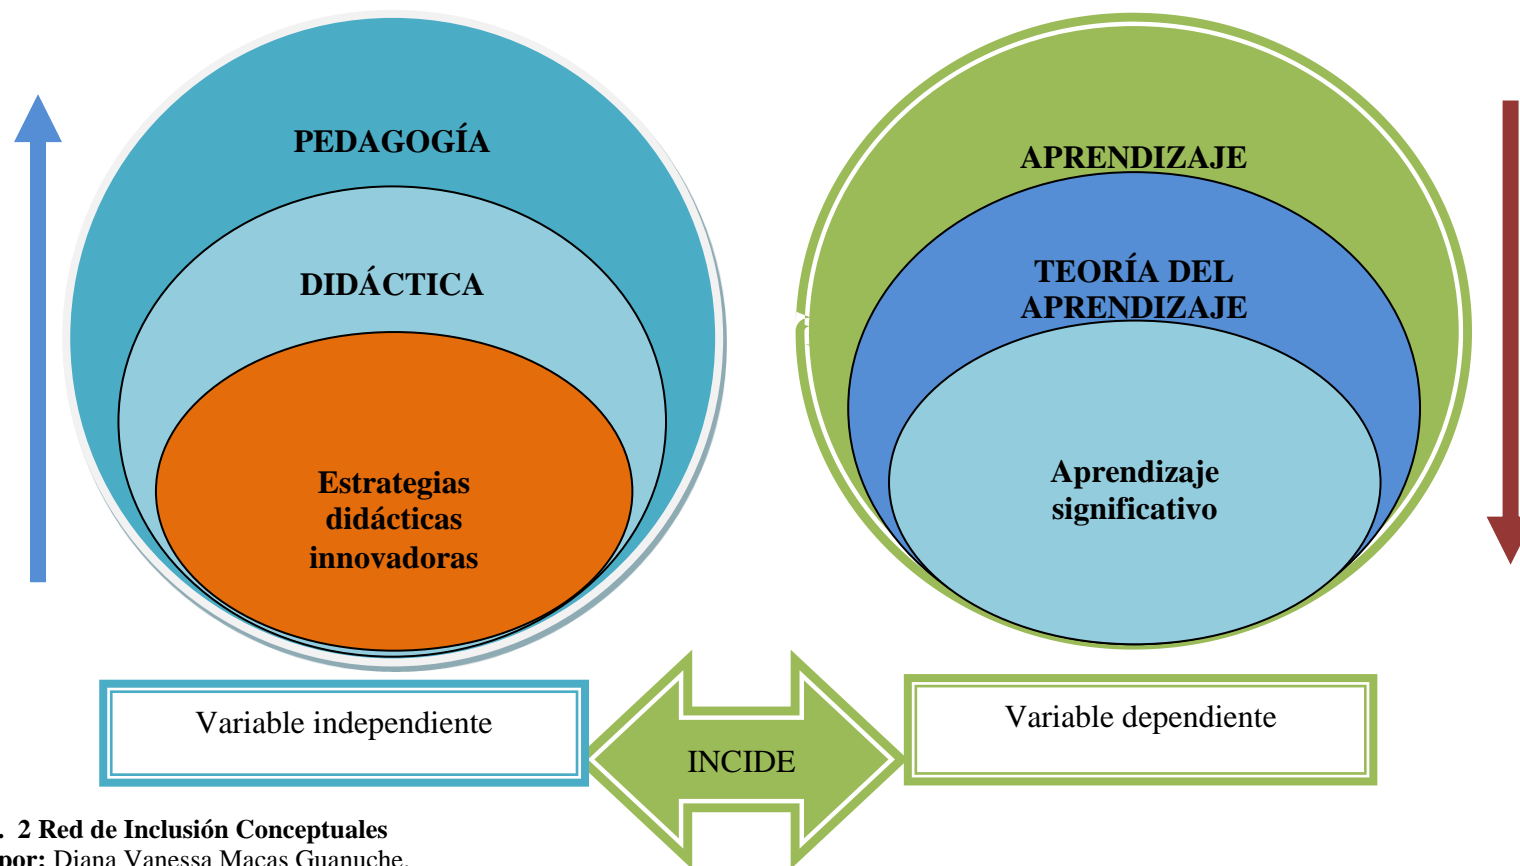 PEDAGOGÍA
DIDÁCTICA
Estrategias
didácticas
innovadoras
APRENDIZAJE
TEORÍA DEL
APRENDIZAJE
Aprendizaje
significativo
Variable independiente
INCIDE
Variable dependiente
. 2 Red de Inclusión Conceptuales
por: Diana Vanessa Macas Guanuche.